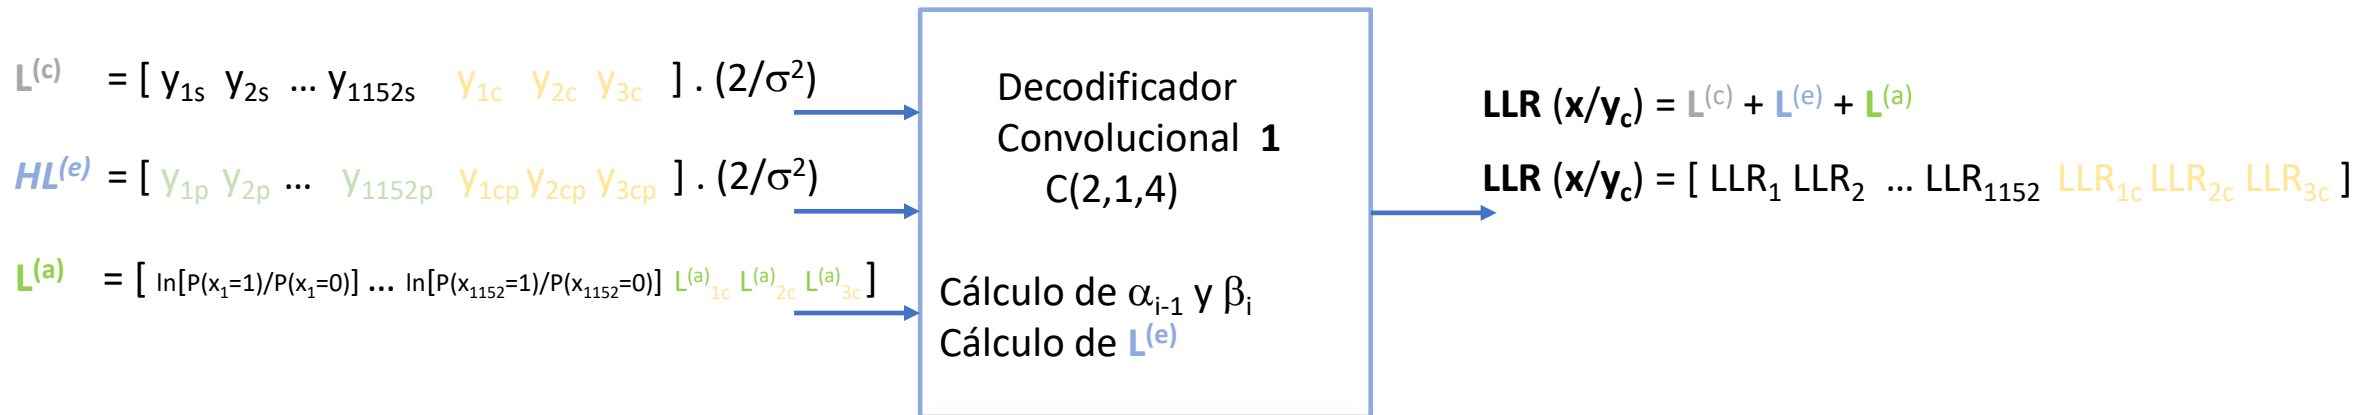 L(c) = [ y1s y2s ... y1152s y1c y2c y3c ] . (2/σ2)
HL(e) = [ y1p y2p ... y1152p y1cp y2cp y3cp ] . (2/σ2)
L(a) = [ ln[P(x1=1)/P(x1=0)] ... ln[P(x1152=1)/P(x1152=0)] L(a)1c L(a)2c L(a)3c ]
Decodificador
Convolucional 1
C(2,1,4)
Cálculo de αi-1 y βi
Cálculo de L(e)
LLR (x/yc) = L(c) + L(e) + L(a)
LLR (x/yc) = [ LLR1 LLR2 ... LLR1152 LLR1c LLR2c LLR3c ]